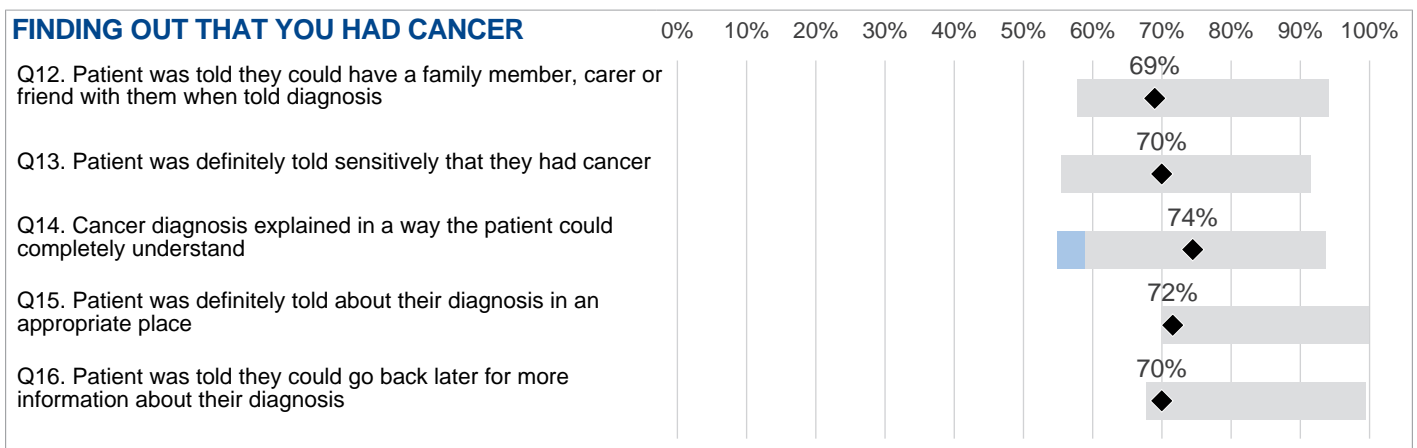 FINDING OUT THAT YOU HAD CANCER
0% 10% 20% 30% 40% 50% 60% 70% 80% 90% 100%
Q12. Patient was told they could have a family member, carer or
friend with them when told diagnosis
69%
Q13. Patient was definitely told sensitively that they had cancer
70%
Q14. Cancer diagnosis explained in a way the patient could
completely understand
74%
Q15. Patient was definitely told about their diagnosis in an
appropriate place
72%
Q16. Patient was told they could go back later for more
information about their diagnosis
70%